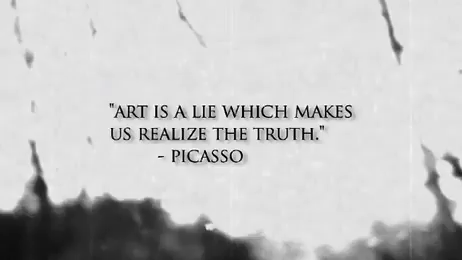 "ART IS A LIE WHICH MAKES
US REALIZE THE TRUTH."
- PICASSO